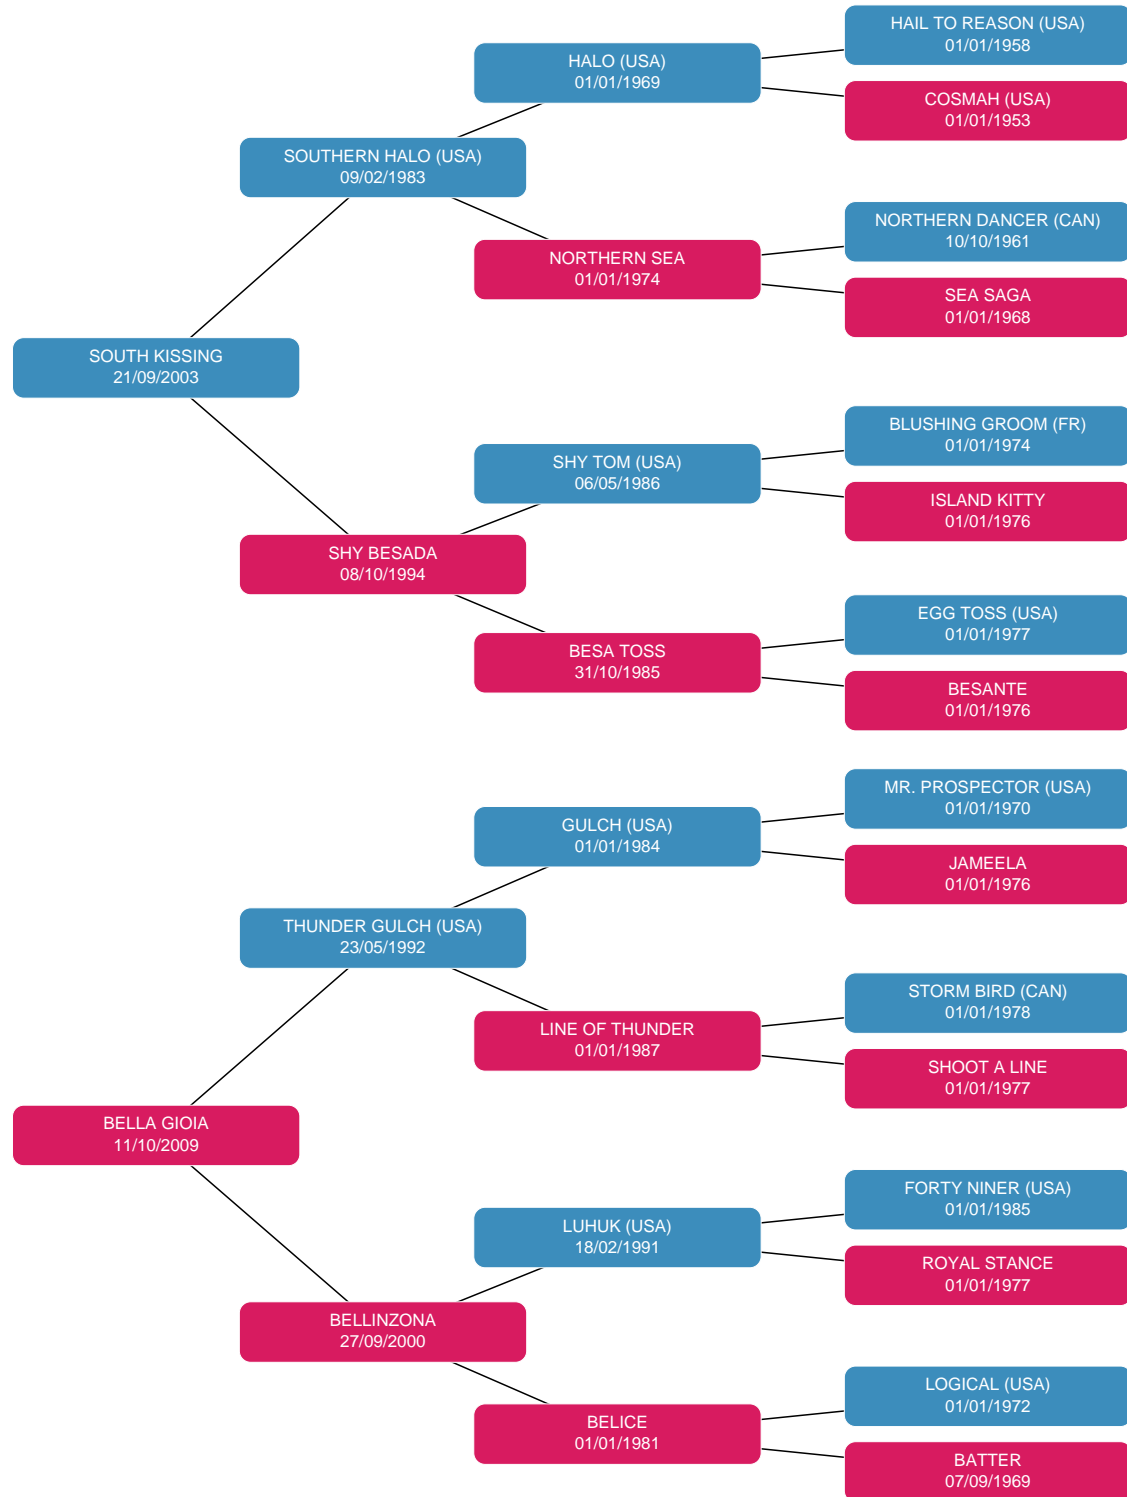 HAIL TO REASON (USA)
01/01/1958
HALO (USA)
01/01/1969
COSMAH (USA)
01/01/1953
SOUTHERN HALO (USA)
09/02/1983
NORTHERN DANCER (CAN)
10/10/1961
NORTHERN SEA
01/01/1974
SEA SAGA
01/01/1968
SOUTH KISSING
21/09/2003
BLUSHING GROOM (FR)
01/01/1974
SHY TOM (USA)
06/05/1986
ISLAND KITTY
01/01/1976
SHY BESADA
08/10/1994
EGG TOSS (USA)
01/01/1977
BESA TOSS
31/10/1985
BESANTE
01/01/1976
MR. PROSPECTOR (USA)
01/01/1970
GULCH (USA)
01/01/1984
JAMEELA
01/01/1976
THUNDER GULCH (USA)
23/05/1992
STORM BIRD (CAN)
01/01/1978
LINE OF THUNDER
01/01/1987
SHOOT A LINE
01/01/1977
BELLA GIOIA
11/10/2009
FORTY NINER (USA)
01/01/1985
LUHUK (USA)
18/02/1991
ROYAL STANCE
01/01/1977
BELLINZONA
27/09/2000
LOGICAL (USA)
01/01/1972
BELICE
01/01/1981
BATTER
07/09/1969